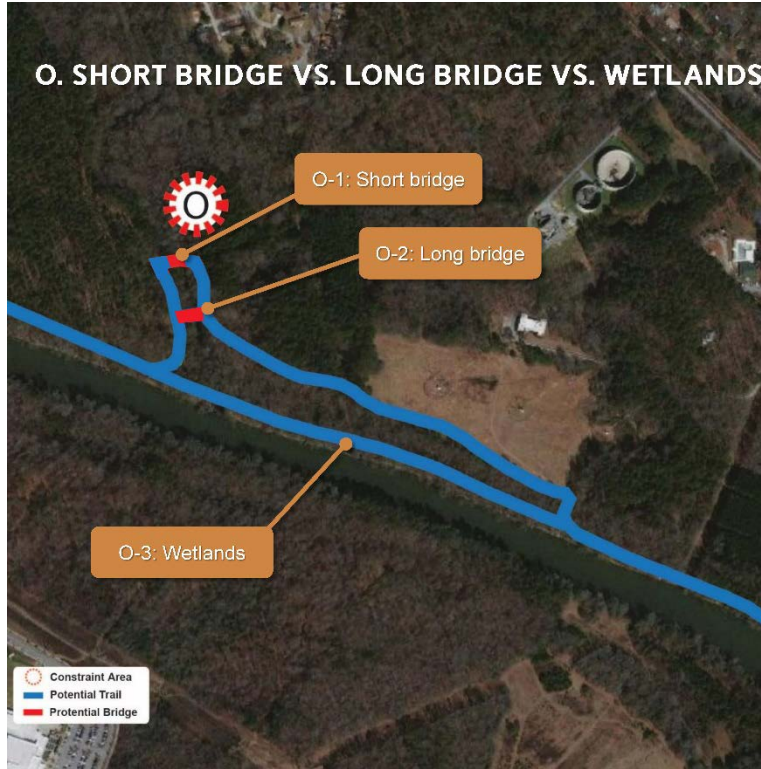 O. SHORT BRIDGE VS. LONG BRIDGE VS. WETLANDS
O-1: Short bridge
O
O-2: Long bridge
O-3: Wetlands
Constraint Area
Potential Trail
Protential Bridge